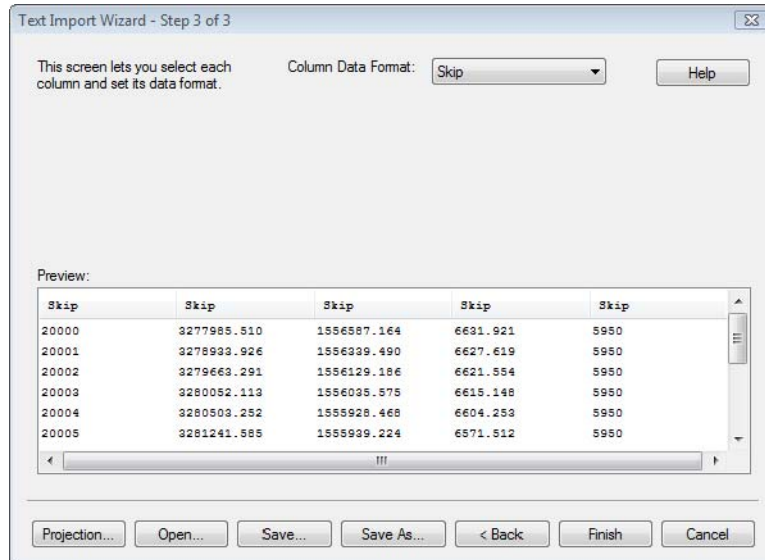 Text Import Wizard - Step 3 of 3
This screen lets you select each
column and set its data format.
Column Data Format:
Skip
Help
Preview:
Skip Skip Skip Skip Skip
20000 3277985.510 1556587.164 6631.921 5950
20001 3278933.926 1556339.490 6627.619 5950
20002 3279663.291 1556129.186 6621.554 5950
20003 3280052.113 1556035.575 6615.148 5950
20004 3280503.252 1555928.468 6604.253 5950
20005 3281241.585 1555939.224 6571.512 5950
Projection... Open... Save... Save As... < Back Finish Cancel